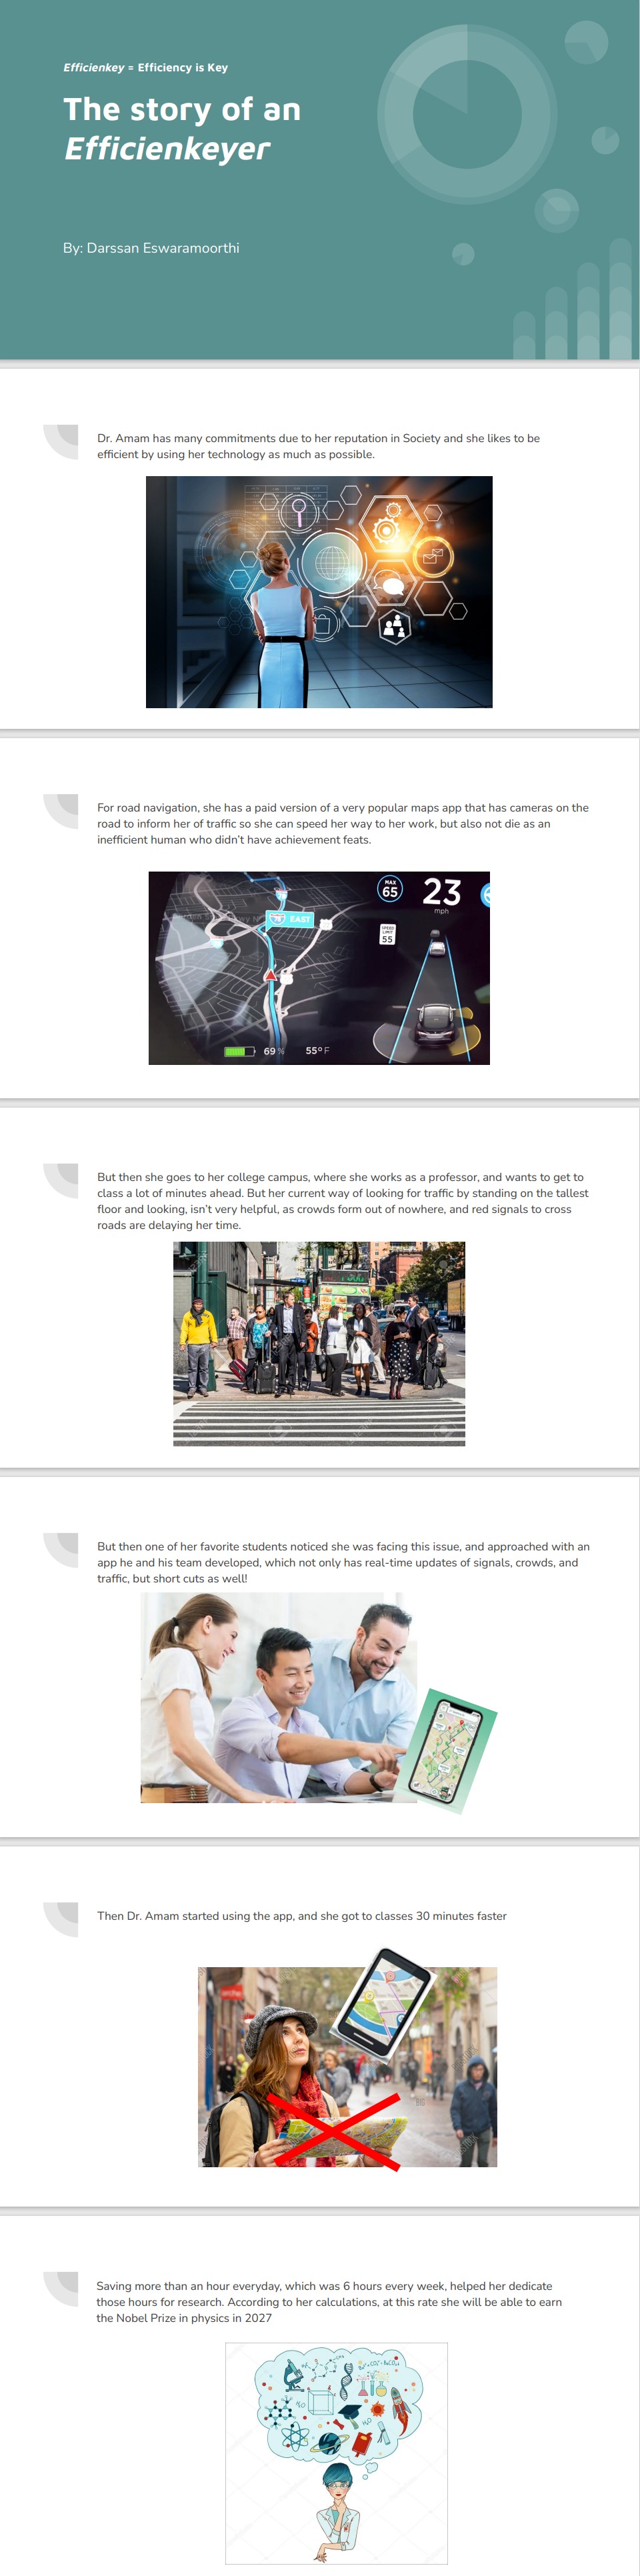 Efficienkey = Efficiency is Key
The story of an
Efficienkeyer
By: Darssan Eswaramoorthi
Dr. Amam has many commitments due to her reputation in Society and she likes to be
efficient by using her technology as much as possible.
For road navigation, she has a paid version of a very popular maps app that has cameras on the
road to inform her of traffic so she can speed her way to her work, but also not die as an
inefficient human who didn't have achievement feats.
EAST
MAX
65
23
mph
SPEED
LIMIT
55
69 %
55° F
But then she goes to her college campus, where she works as a professor, and wants to get to
class a lot of minutes ahead. But her current way of looking for traffic by standing on the tallest
floor and looking, isn't very helpful, as crowds form out of nowhere, and red signals to cross
roads are delaying her time.
But then one of her favorite students noticed she was facing this issue, and approached with an
app he and his team developed, which not only has real-time updates of signals, crowds, and
traffic, but short cuts as well!
Then Dr. Amam started using the app, and she got to classes 30 minutes faster
Saving more than an hour everyday, which was 6 hours every week, helped her dedicate
those hours for research. According to her calculations, at this rate she will be able to earn
the Nobel Prize in physics in 2027
H₂O
H₂O